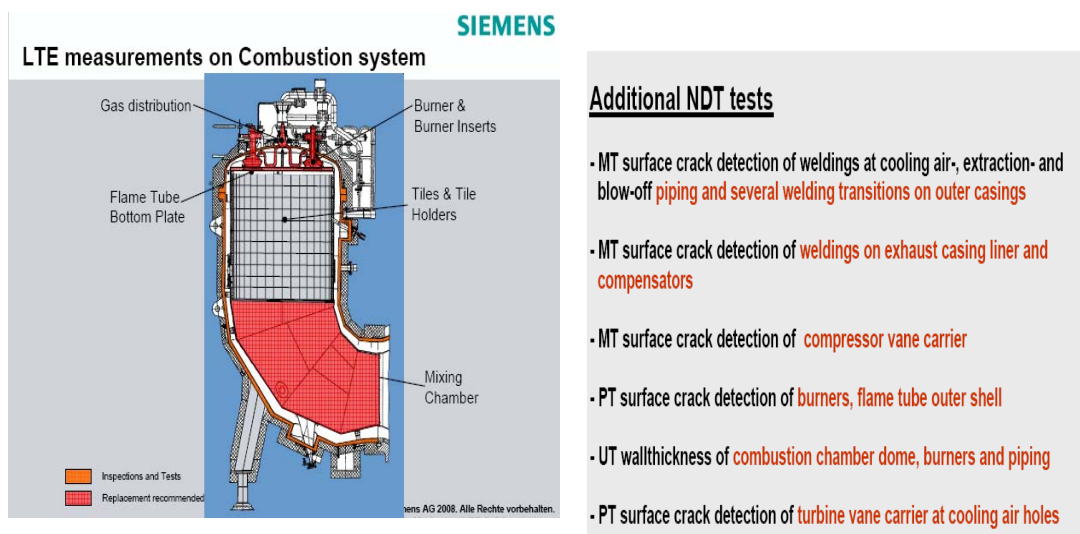 SIEMENS
LTE measurements on Combustion system
Gas distribution
Burner &
Burner Inserts
Flame Tube
Bottom Plate
Tiles & Tile
Holders
Mixing
Chamber
Inspections and Tests
Replacement recommended
AG 2008. Alle Rechte vorbehalten.
Additional NDT tests
- MT surface crack detection of weldings at cooling air-, extraction- and
blow-off piping and several welding transitions on outer casings
- MT surface crack detection of weldings on exhaust casing liner and
compensators
- MT surface crack detection of compressor vane carrier
- PT surface crack detection of burners, flame tube outer shell
- UT wallthickness of combustion chamber dome, burners and piping
- PT surface crack detection of turbine vane carrier at cooling air holes